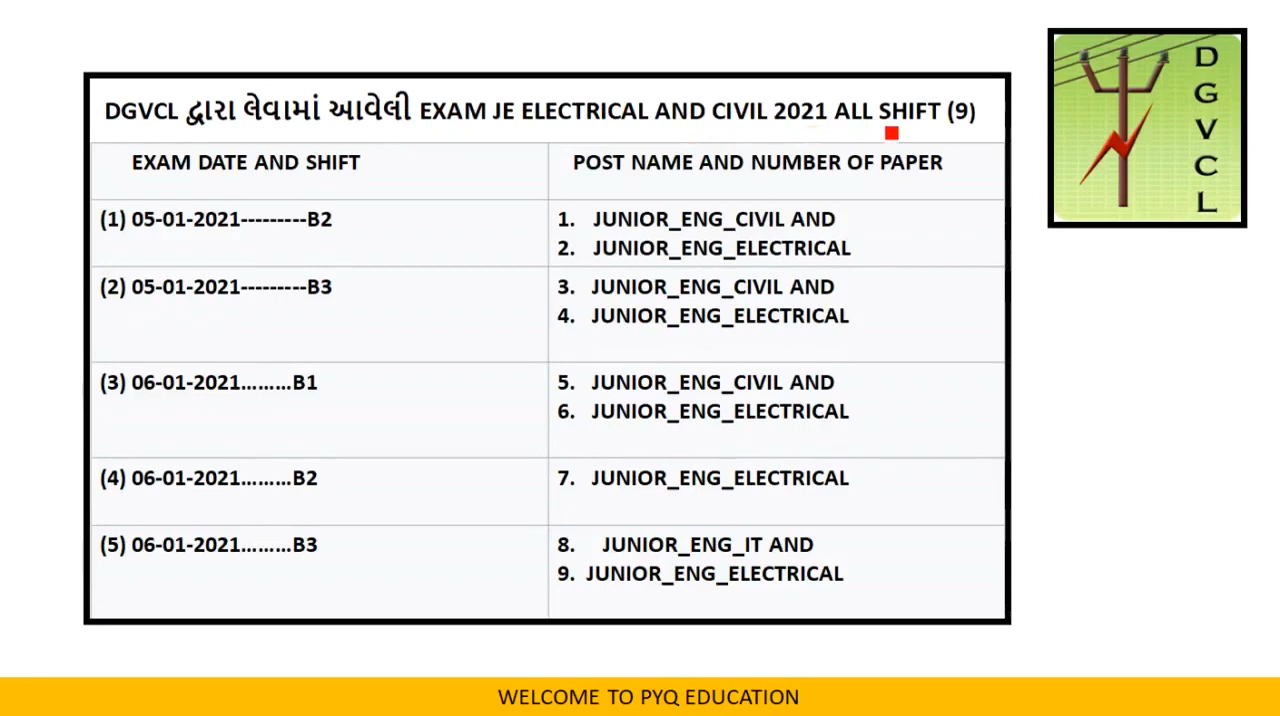 DGVCL દ્વારા લેવામાં આવેલી EXAM JE ELECTRICAL AND CIVIL 2021 ALL SHIFT (9)
EXAM DATE AND SHIFT
POST NAME AND NUMBER OF PAPER
(1) 05-01-2021---------B2
1. JUNIOR_ENG_CIVIL AND
2. JUNIOR_ENG_ELECTRICAL
(2) 05-01-2021---------B3
3. JUNIOR_ENG_CIVIL AND
4. JUNIOR_ENG_ELECTRICAL
(3) 06-01-2021………B1
5. JUNIOR_ENG_CIVIL AND
6. JUNIOR_ENG_ELECTRICAL
(4) 06-01-2021………B2
7. JUNIOR_ENG_ELECTRICAL
(5) 06-01-2021………B3
8. JUNIOR_ENG_IT AND
9. JUNIOR_ENG_ELECTRICAL
D
G
V
C
L
WELCOME TO PYQ EDUCATION